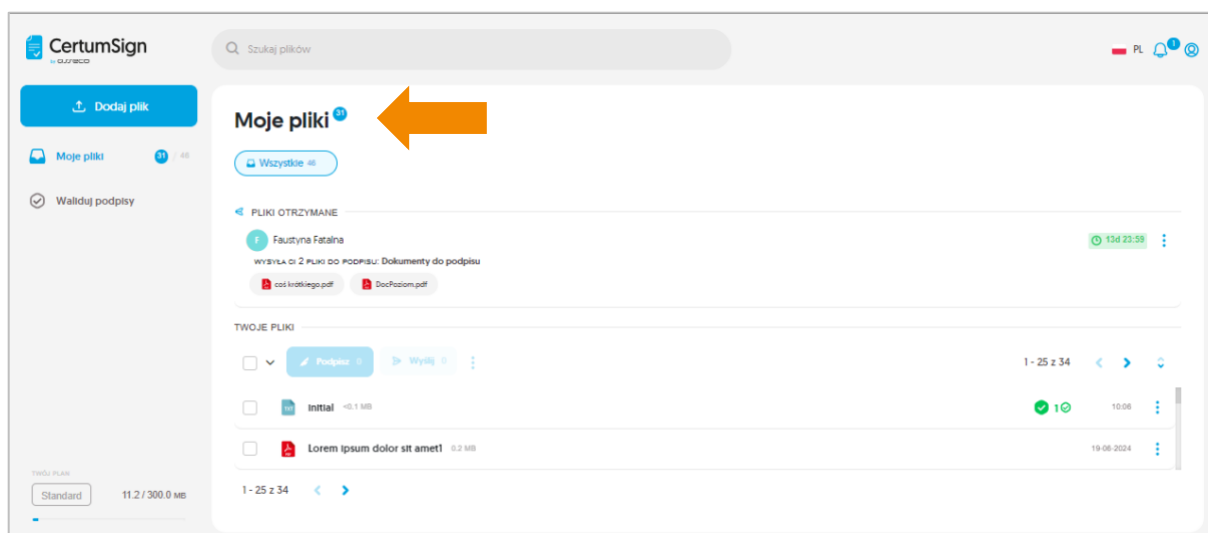 CertumSign
by asseco
Szukaj plików
PL
1
Dodaj plik
Moje pliki 31 / 46
Waliduj podpisy
Moje pliki 31
Wszystkie 46
PLIKI OTRZYMANE
F Faustyna Fatalna
13d 23:59
WYSYŁA CI 2 PLIKI DO PODPISU: Dokumenty do podpisu
coś krótkiego.pdf DocPoziom.pdf
TWOJE PLIKI
Podpisz 0 Wyślij 0
1 - 25 z 34
TXT initial <0.1 MB 1 10:06
Lorem ipsum dolor sit amet1 0.2 MB 19-08-2024
1 - 25 z 34
TWÓJ PLAN
Standard 11.2 / 300.0 MB